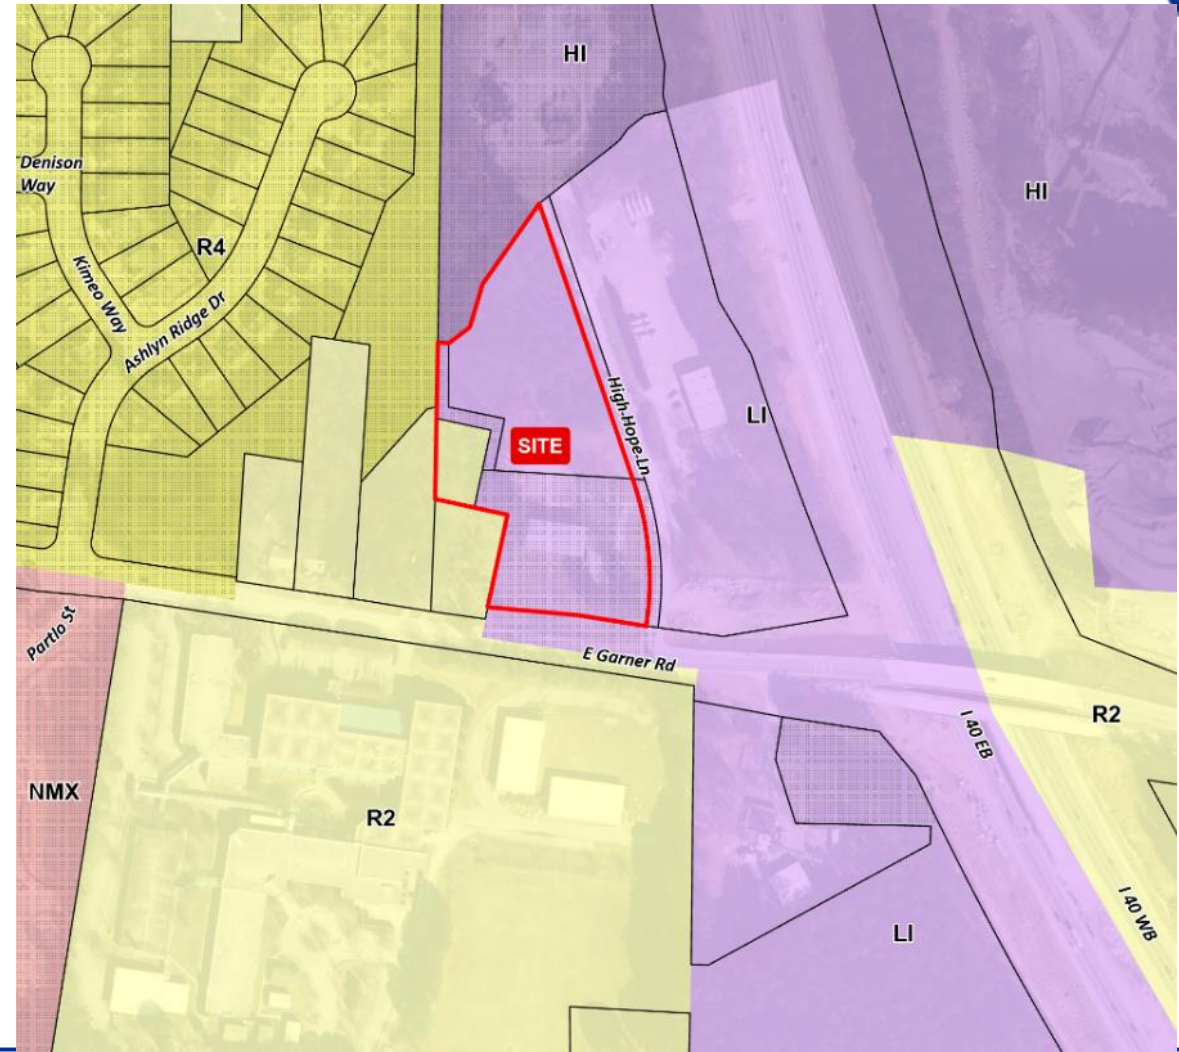 HI
Denison
Way
HI
R4
Kimeo Way
Ashlyn Ridge Dr
High-Hope-Ln
LI
SITE
Partlo St
E Garner Rd
R2
I 40 EB
NMX
R2
I 40 WB
LI